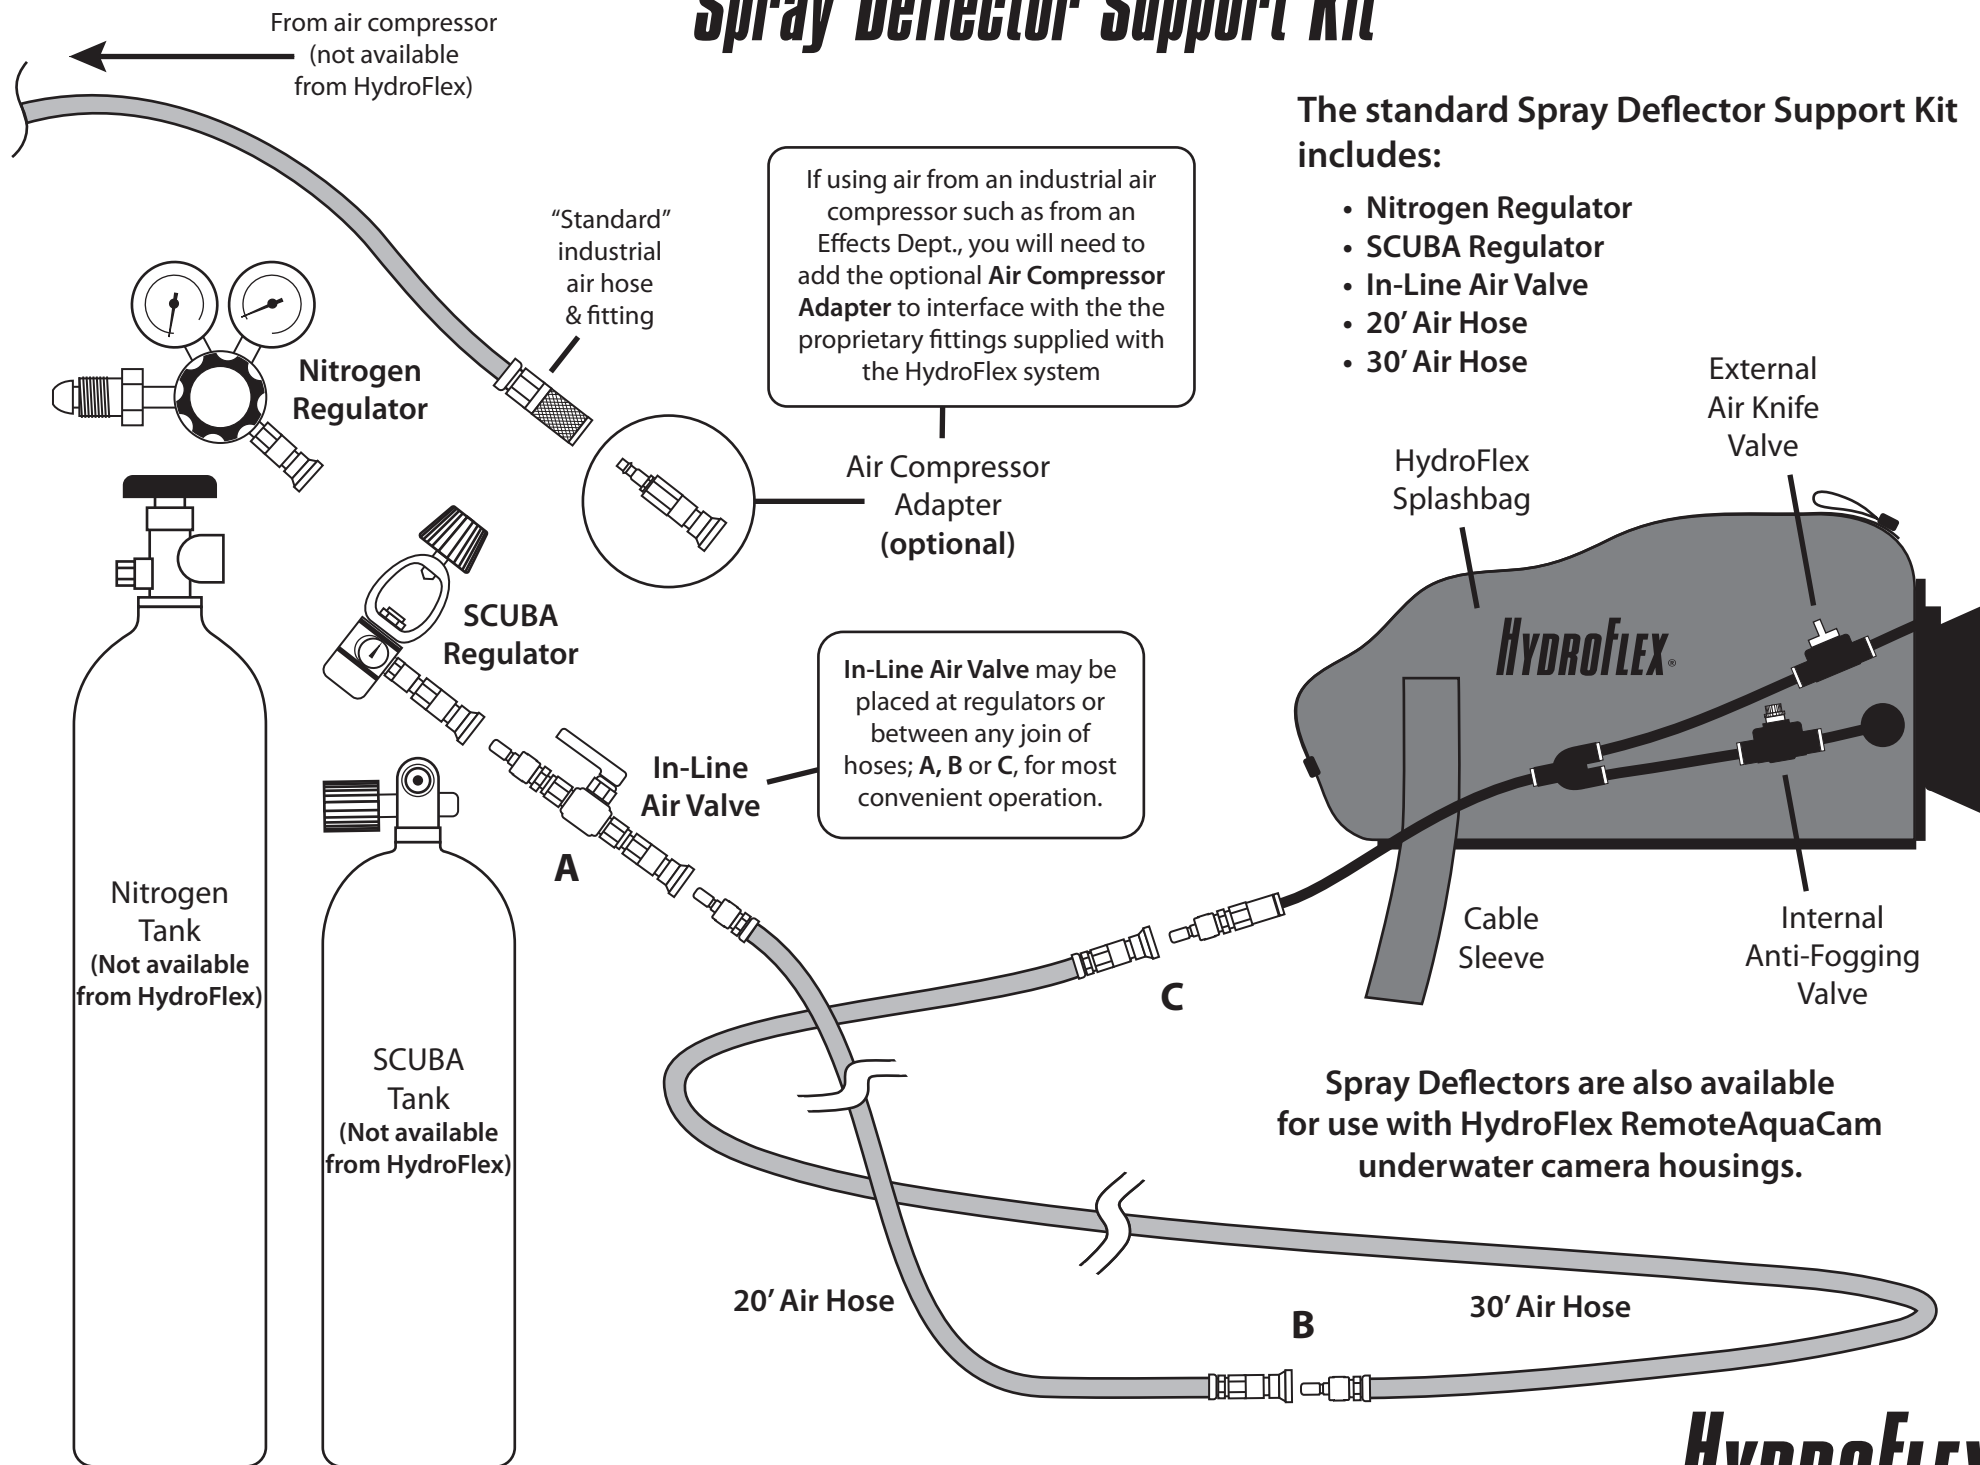 Spray Deflector Support Kit
From air compressor
(not available
from HydroFlex)
The standard Spray Deflector Support Kit
includes:
• Nitrogen Regulator
• SCUBA Regulator
• In-Line Air Valve
• 20’ Air Hose
• 30’ Air Hose
If using air from an industrial air
compressor such as from an
Effects Dept., you will need to
add the optional Air Compressor
Adapter to interface with the the
proprietary fittings supplied with
the HydroFlex system
“Standard”
industrial
air hose
& fitting
Nitrogen
Regulator
Air Compressor
Adapter
(optional)
External
Air Knife
Valve
HydroFlex
Splashbag
SCUBA
Regulator
HYDROFLEX®
In-Line Air Valve may be
placed at regulators or
between any join of
hoses; A, B or C, for most
convenient operation.
In-Line
Air Valve
A
Nitrogen
Tank
(Not available
from HydroFlex)
Cable
Sleeve
Internal
Anti-Fogging
Valve
C
SCUBA
Tank
(Not available
from HydroFlex)
Spray Deflectors are also available
for use with HydroFlex RemoteAquaCam
underwater camera housings.
20’ Air Hose
B
30’ Air Hose
HYDROFLEX